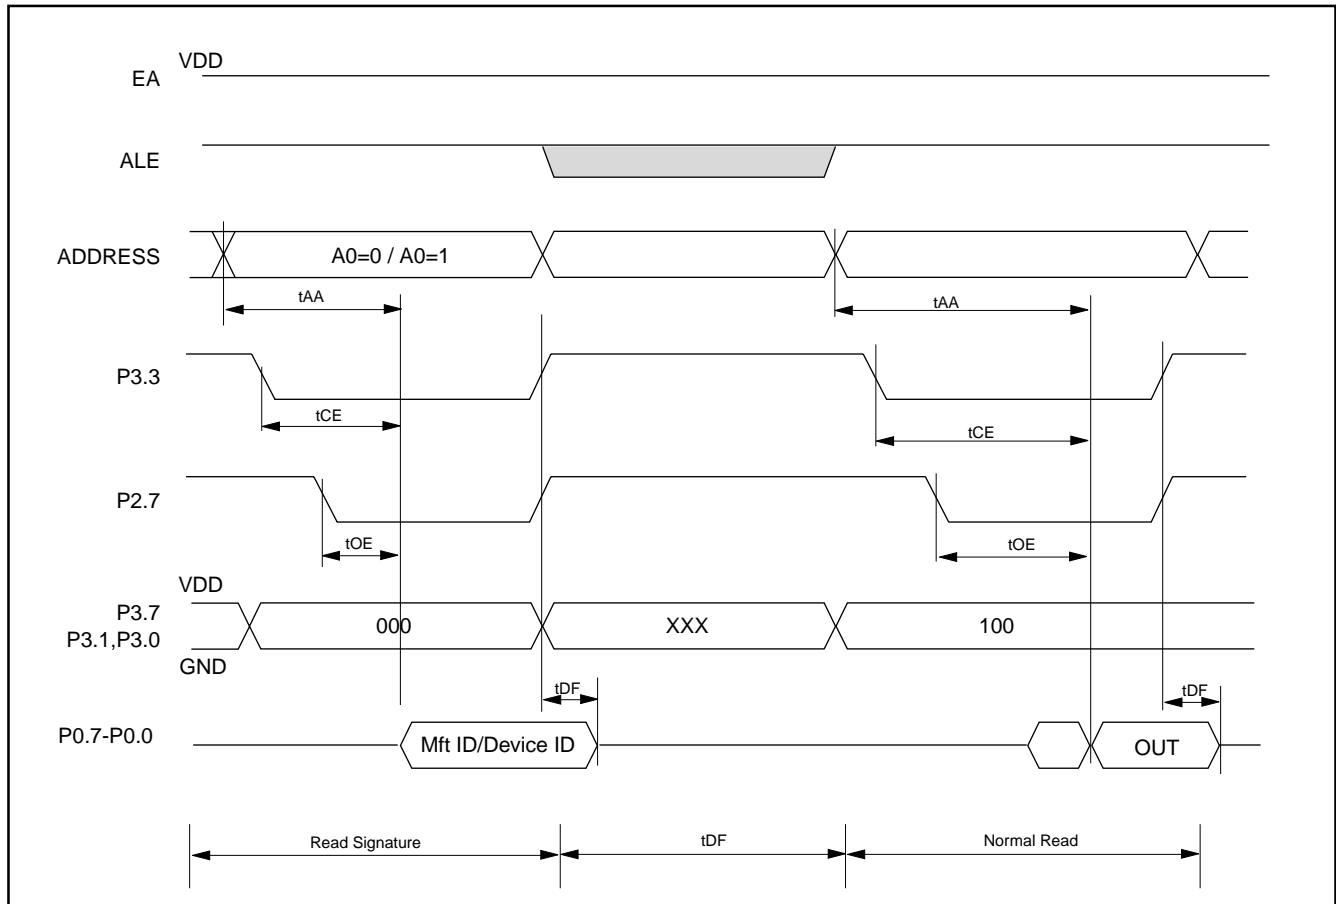 VDD
EA
ALE
ADDRESS
A0=0 / A0=1
tAA
tAA
P3.3
tCE
tCE
P2.7
tOE
tOE
VDD
P3.7
P3.1,P3.0
000
XXX
100
GND
tDF
tDF
P0.7-P0.0
Mft ID/Device ID
OUT
Read Signature
tDF
Normal Read